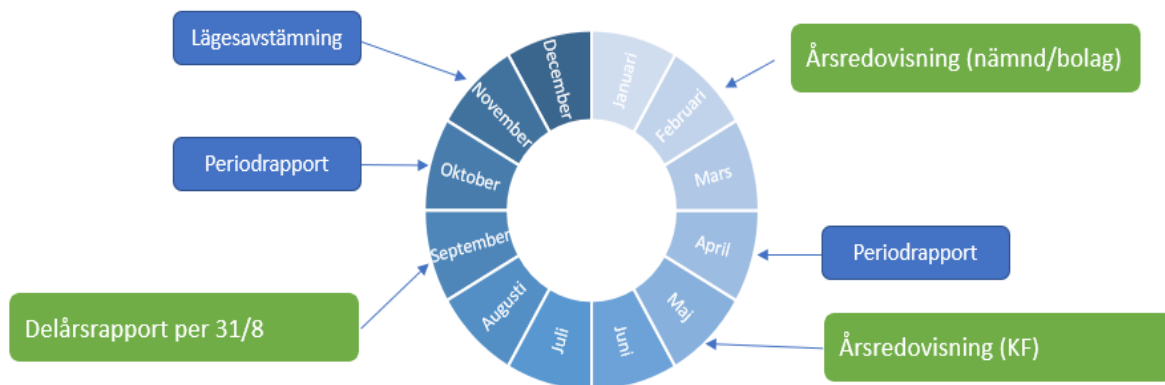 Lägesavstämning
Årsredovisning (nämnd/bolag)
Periodrapport
Periodrapport
Delårsrapport per 31/8
Årsredovisning (KF)
Januari
Februari
Mars
April
Maj
Juni
Juli
Augusti
September
Oktober
November
December